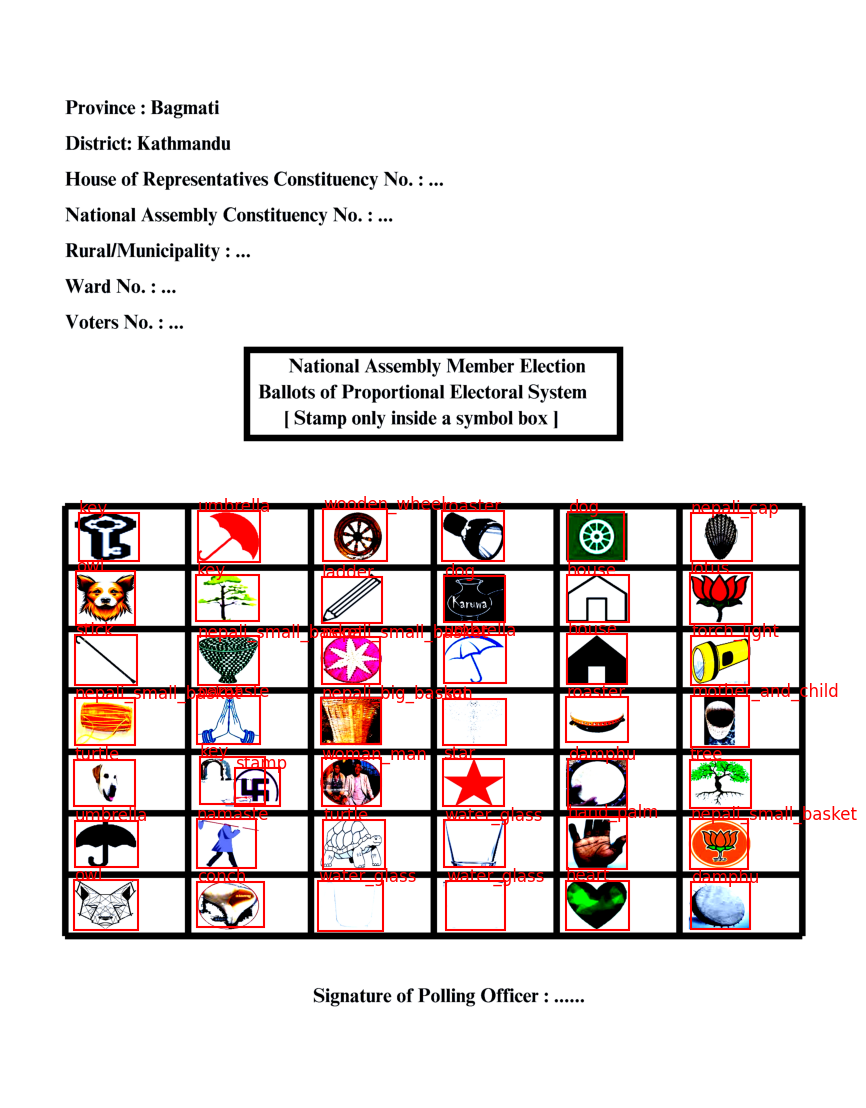 Province : Bagmati
District: Kathmandu
House of Representatives Constituency No. : ...
National Assembly Constituency No. : ...
Rural/Municipality : ...
Ward No. : ...
Voters No. : ...
National Assembly Member Election
Ballots of Proportional Electoral System
[ Stamp only inside a symbol box ]
key umbrella wooden_wheel master dog nepali_cap
owl key ladder dog house lotus
Karuwa
stick nepali_small_basket nepali_small_basket umbrella house torch_light
nepali_small_basket namaste nepali_big_basket master mother_and_child
turtle key woman_man star damphu tree
stamp
umbrella namaste turtle water_glass hand_palm nepali_small_basket
owl conch water_glass water_glass heart damphu
Signature of Polling Officer : ......